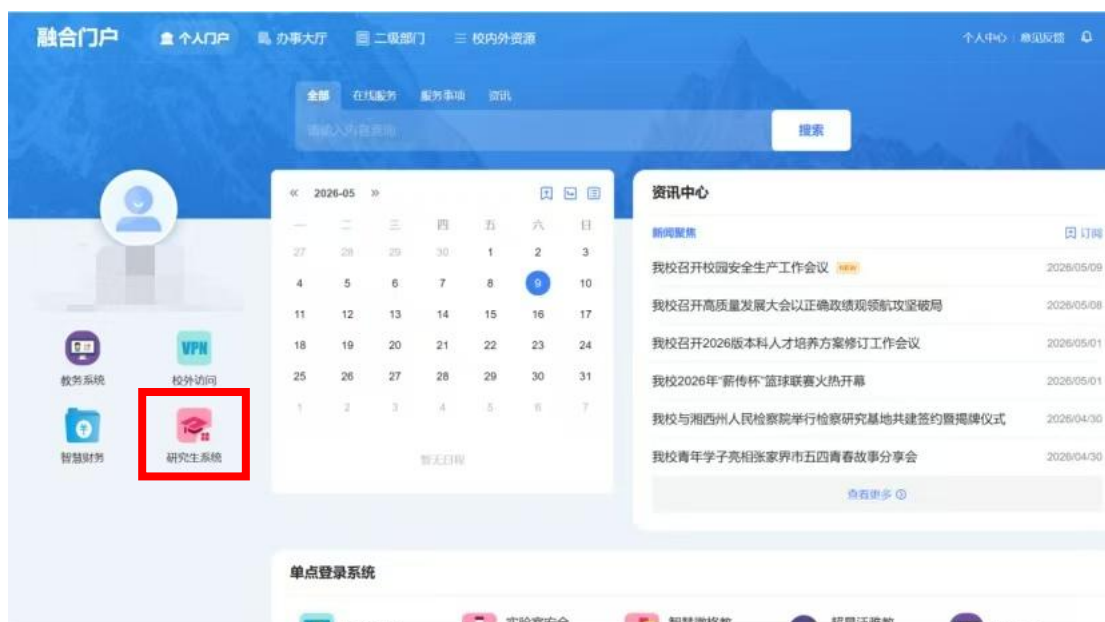 融合门户 个人门户 办事大厅 二级部门 校内外资源 个人中心 意见反馈
全部 在线服务 服务事项 资讯
请输入内容查询 搜索
« 2026-05 »
一 二 三 四 五 六 日
27 28 29 30 1 2 3
4 5 6 7 8 9 10
11 12 13 14 15 16 17
18 19 20 21 22 23 24
25 26 27 28 29 30 31
1 2 3 4 5 6 7
暂无日程
资讯中心
新闻聚焦 订阅
我校召开校园安全生产工作会议 NEW 2026/05/09
我校召开高质量发展大会以正确政绩观领航攻坚破局 2026/05/08
我校召开2026版本科人才培养方案修订工作会议 2026/05/01
我校2026年“薪传杯”篮球联赛火热开幕 2026/05/01
我校与湘西州人民检察院举行检察研究基地共建签约暨揭牌仪式 2026/04/30
我校青年学子亮相张家界市五四青春故事分享会 2026/04/30
查看更多
VPN
教务系统 校外访问
智慧财务 研究生系统
单点登录系统